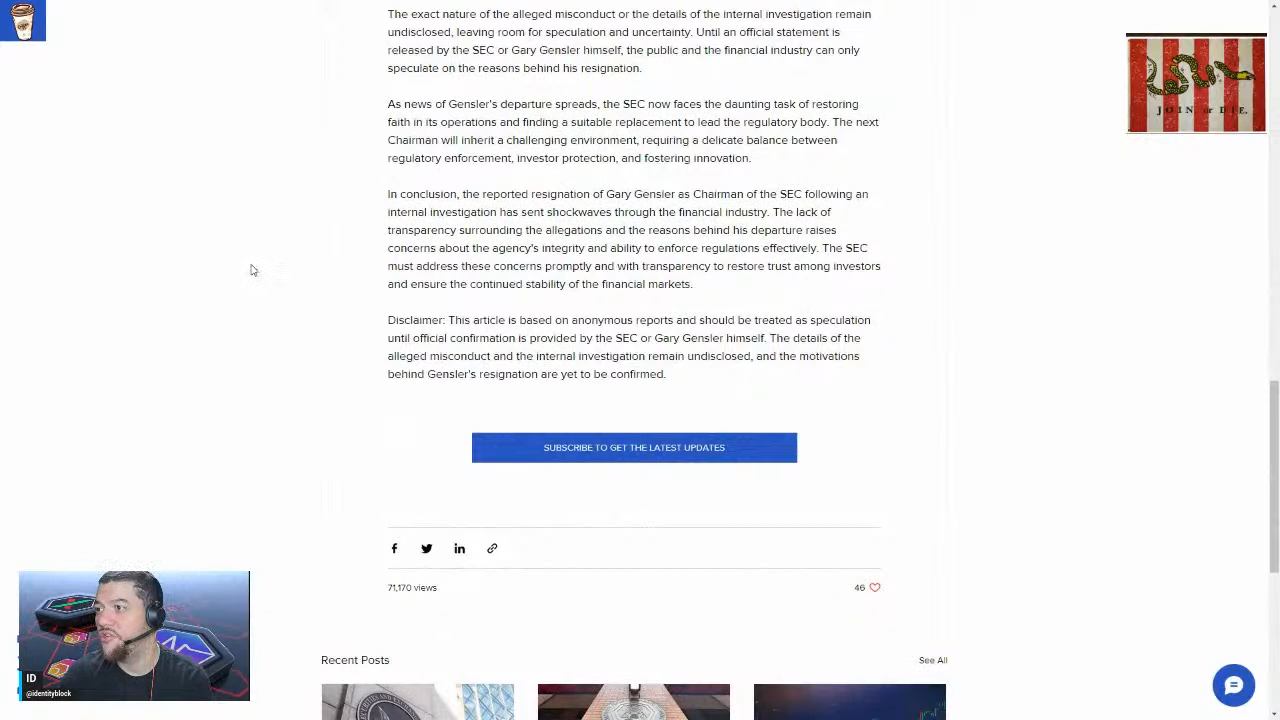 The exact nature of the alleged misconduct or the details of the internal investigation remain
undisclosed, leaving room for speculation and uncertainty. Until an official statement is
released by the SEC or Gary Gensler himself, the public and the financial industry can only
speculate on the reasons behind his resignation.
As news of Gensler's departure spreads, the SEC now faces the daunting task of restoring
faith in its operations and finding a suitable replacement to lead the regulatory body. The next
Chairman will inherit a challenging environment, requiring a delicate balance between
regulatory enforcement, investor protection, and fostering innovation.
In conclusion, the reported resignation of Gary Gensler as Chairman of the SEC following an
internal investigation has sent shockwaves through the financial industry. The lack of
transparency surrounding the allegations and the reasons behind his departure raises
concerns about the agency's integrity and ability to enforce regulations effectively. The SEC
must address these concerns promptly and with transparency to restore trust among investors
and ensure the continued stability of the financial markets.
Disclaimer: This article is based on anonymous reports and should be treated as speculation
until official confirmation is provided by the SEC or Gary Gensler himself. The details of the
alleged misconduct and the internal investigation remain undisclosed, and the motivations
behind Gensler's resignation are yet to be confirmed.
SUBSCRIBE TO GET THE LATEST UPDATES
71,170 views
46
Recent Posts
See All
JOIN or DIE.
ID
@identityblock